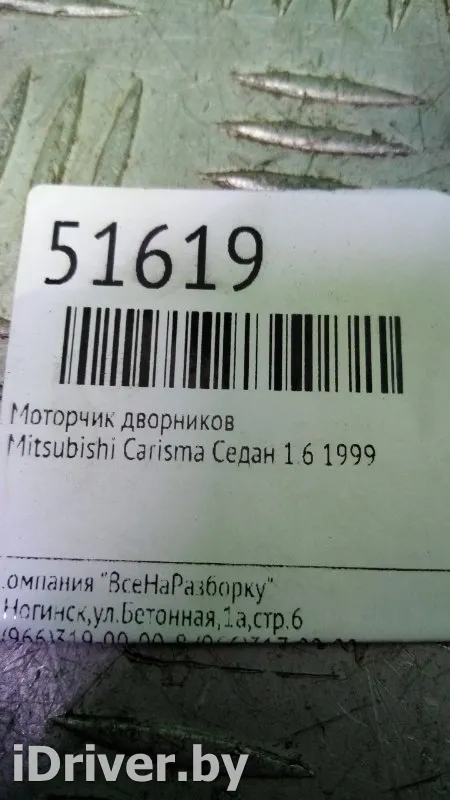 51619
Моторчик дворников
Mitsubishi Carisma Седан 1.6 1999
омпания "ВсеНаРазборку"
Ногинск,ул.Бетонная,1а,стр.6
iDriver.by